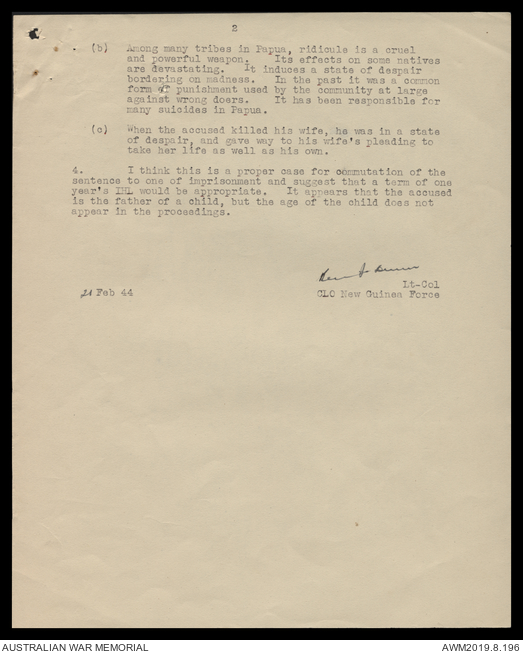 2
(b) Among many tribes in Papua, ridicule is a cruel
and powerful weapon. Its effects on some natives
are devastating. It induces a state of despair
bordering on madness. In the past it was a common
form of punishment used by the community at large
against wrong doers. It has been responsible for
many suicides in Papua.
(c) When the accused killed his wife, he was in a state
of despair, and gave way to his wife's pleading to
take her life as well as his own.
4. I think this is a proper case for commutation of the
sentence to one of imprisonment and suggest that a term of one
year's IHL would be appropriate. It appears that the accused
is the father of a child, but the age of the child does not
appear in the proceedings.
Lt-Col
21 Feb 44 CLO New Guinea Force
AUSTRALIAN WAR MEMORIAL AWM2019.8.196